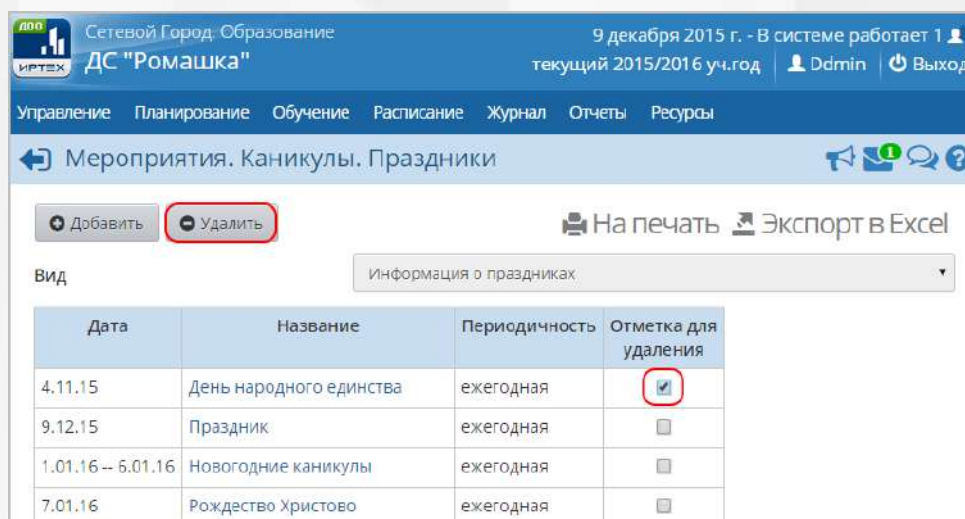 ДОО
ИРТЕХ
Сетевой Город. Образование
ДС "Ромашка"
9 декабря 2015 г. - В системе работает 1
текущий 2015/2016 уч.год Ddmin Выход
Управление Планирование Обучение Расписание Журнал Отчеты Ресурсы
Мероприятия. Каникулы. Праздники
1
?
Добавить Удалить На печать Экспорт в Excel
Вид Информация о праздниках
Дата Название Периодичность Отметка для
удаления
4.11.15 День народного единства ежегодная
9.12.15 Праздник ежегодная
1.01.16 -- 6.01.16 Новогодние каникулы ежегодная
7.01.16 Рождество Христово ежегодная